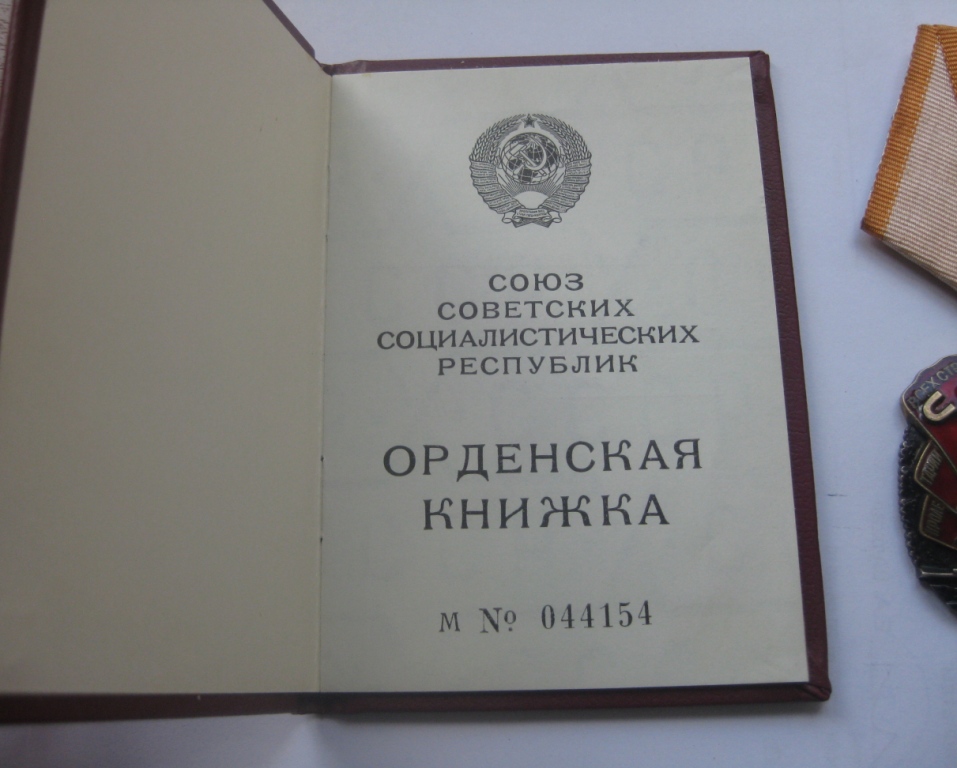 СОЮЗ
СОВЕТСКИХ
СОЦИАЛИСТИЧЕСКИХ
РЕСПУБЛИК
ОРДЕНСКАЯ
КНИЖКА
М № 044154